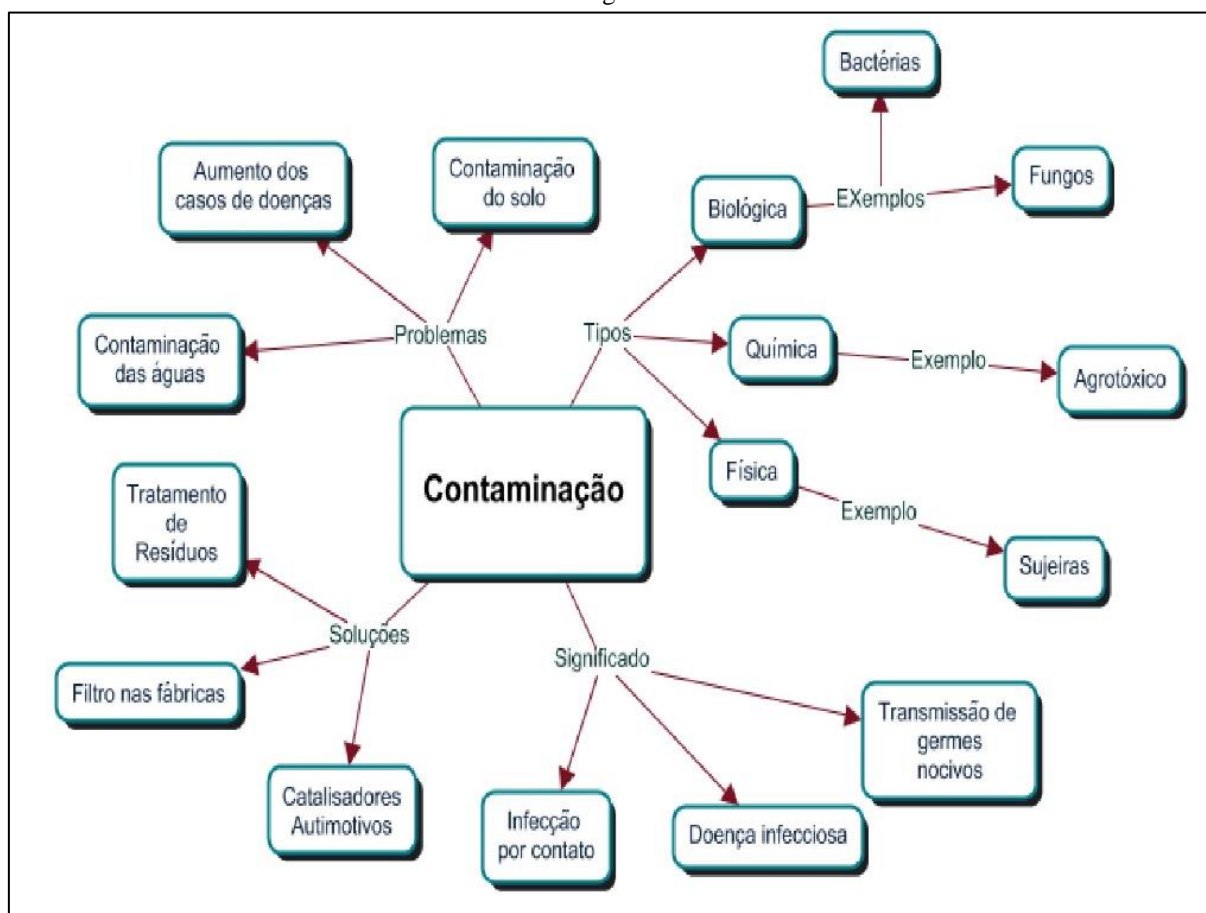 Bactérias
Aumento dos
casos de doenças
Contaminação
do solo
Biológica
EXemplos
Fungos
Problemas
Tipos
Contaminação
das águas
Química
Exemplo
Agrotóxico
Contaminação
Física
Exemplo
Sujeiras
Tratamento
de
Resíduos
Soluções
Significado
Filtro nas fábricas
Catalisadores
Autimotivos
Infecção
por contato
Doença infecciosa
Transmissão de
germes
nocivos